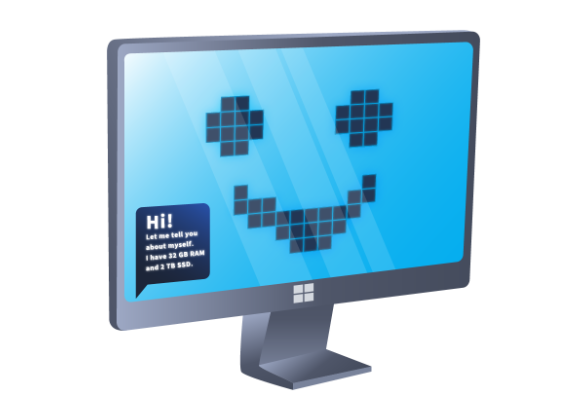 Hi!
Let me tell you
about myself.
I have 32 GB RAM
and 2 TB SSD.